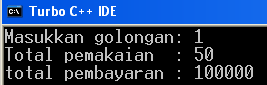 Turbo C++ IDE
Masukkan golongan: 1
Total pemakaian  : 50
total pembayaran : 100000